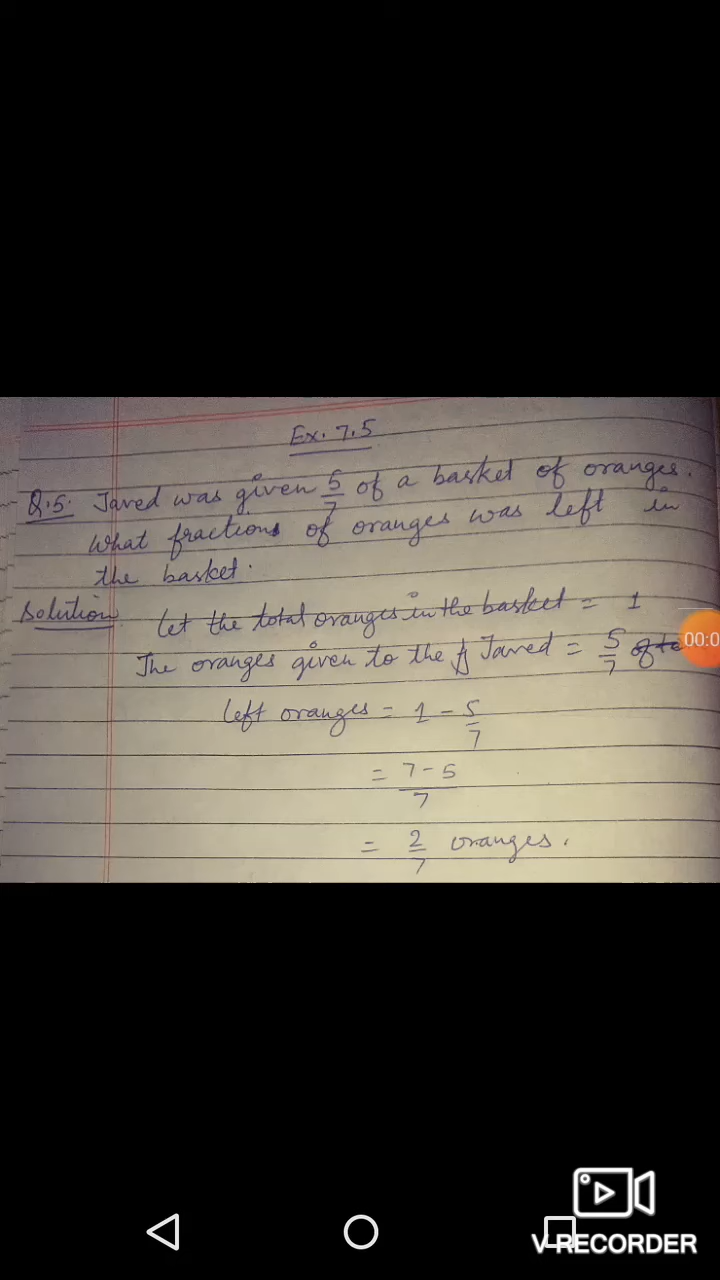 Ex. 7.5
Q.5. Javed was given 5/7 of a basket of oranges.
What fractions of oranges was left in
the basket.
Solution Let the total oranges in the basket = 1
The oranges given to the Javed = 5/7
00:0
left oranges = 1 - 5/7
= 7-5/7
= 2/7 oranges.
V RECORDER